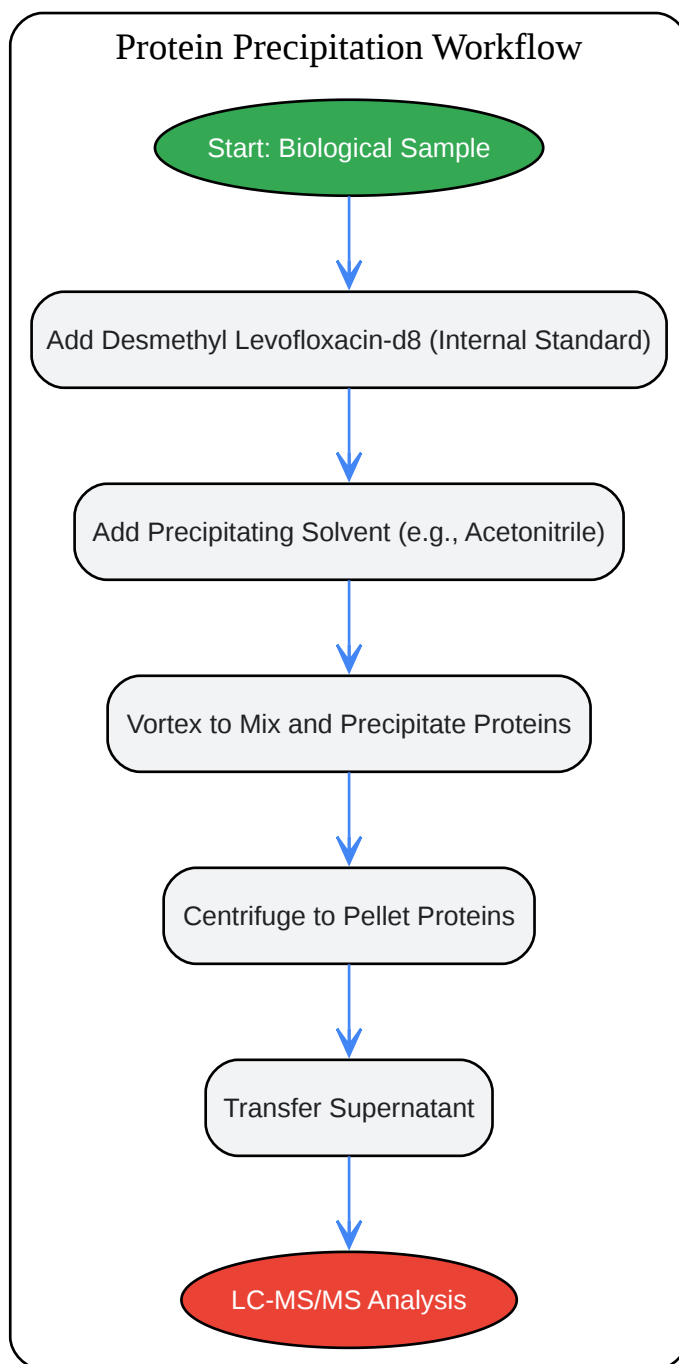 Protein Precipitation Workflow
Start: Biological Sample
Add Desmethyl Levofloxacin-d8 (Internal Standard)
Add Precipitating Solvent (e.g., Acetonitrile)
Vortex to Mix and Precipitate Proteins
Centrifuge to Pellet Proteins
Transfer Supernatant
LC-MS/MS Analysis